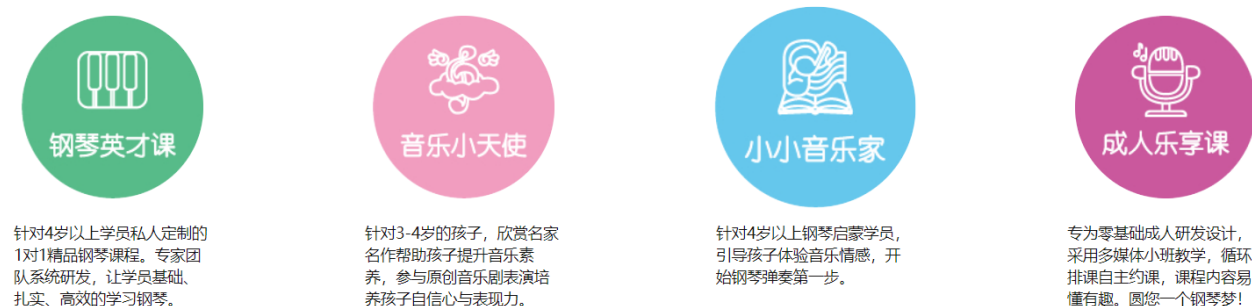 钢琴英才课
针对4岁以上学员私人定制的
1对1精品钢琴课程。专家团
队系统研发，让学员基础、
扎实、高效的学习钢琴。
音乐小天使
针对3-4岁的孩子，欣赏名家
名作帮助孩子提升音乐素
养，参与原创音乐剧表演培
养孩子自信心与表现力。
小小音乐家
针对4岁以上钢琴启蒙学员，
引导孩子体验音乐情感，开
始钢琴弹奏第一步。
成人乐享课
专为零基础成人研发设计，
采用多媒体小班教学，循环
排课自主约课，课程内容易
懂有趣。圆您一个钢琴梦！